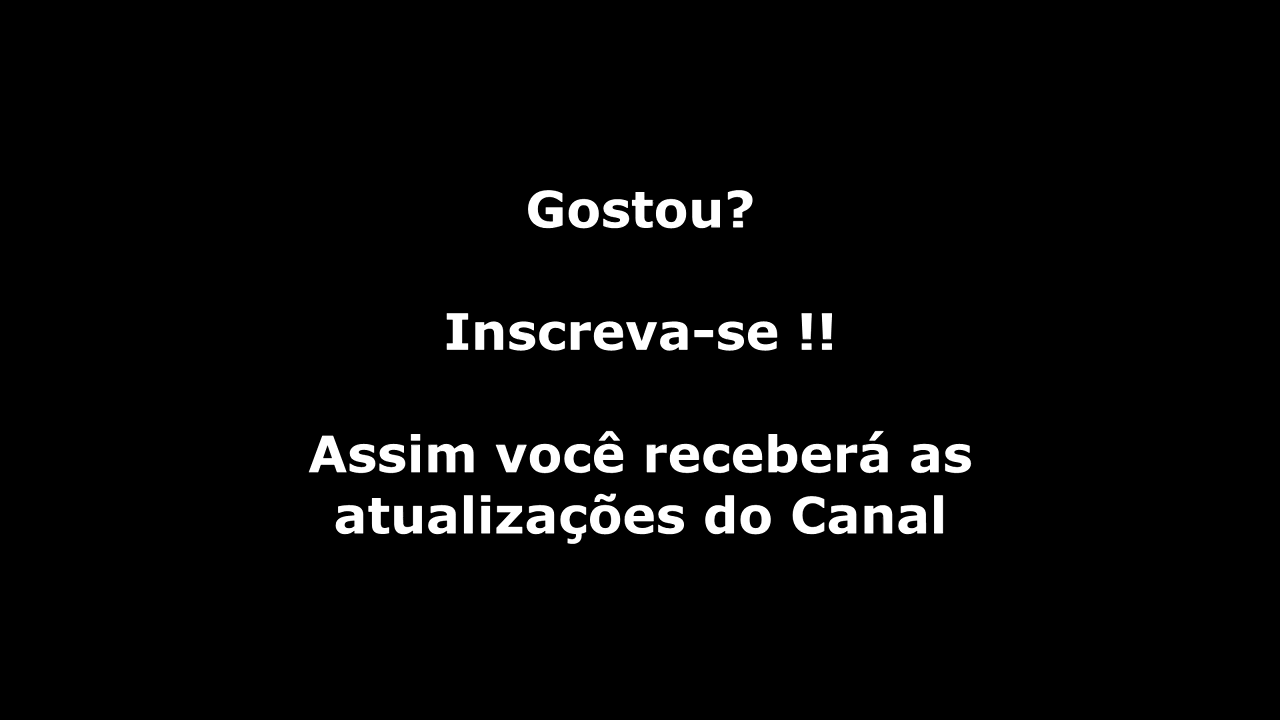 Gostou?
Inscreva-se !!
Assim você receberá as
atualizações do Canal